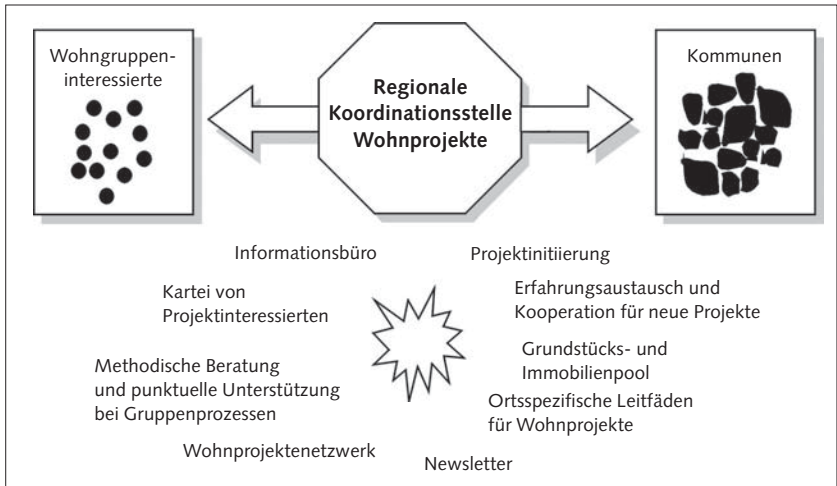 Wohngruppen-
interessierte
Regionale
Koordinationsstelle
Wohnprojekte
Kommunen
Informationsbüro
Projektinitiierung
Kartei von
Projektinteressierten
Erfahrungsaustausch und
Kooperation für neue Projekte
Methodische Beratung
und punktuelle Unterstützung
bei Gruppenprozessen
Grundstücks- und
Immobilienpool
Ortsspezifische Leitfäden
für Wohnprojekte
Wohnprojektenetzwerk
Newsletter